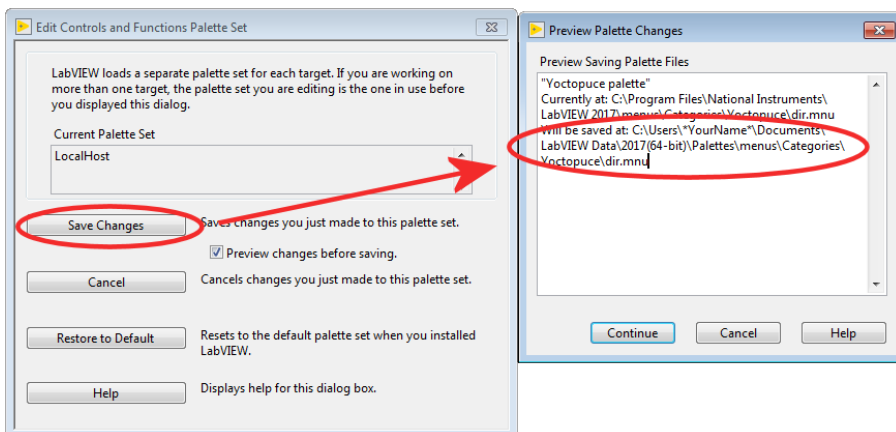 Edit Controls and Functions Palette Set
LabVIEW loads a separate palette set for each target. If you are working on
more than one target, the palette set you are editing is the one in use before
you displayed this dialog.
Current Palette Set
LocalHost
Save Changes
Saves changes you just made to this palette set.
Preview changes before saving.
Cancel
Cancels changes you just made to this palette set.
Restore to Default
Resets to the default palette set when you installed
LabVIEW.
Help
Displays help for this dialog box.
Preview Palette Changes
Preview Saving Palette Files
"Yoctopuce palette"
Currently at: C:\Program Files\National Instruments\
LabVIEW 2017\menus\Categories\Yoctopuce\dir.mnu
Will be saved at: C:\Users\*YourName*\Documents\
LabVIEW Data\2017(64-bit)\Palettes\menus\Categories\
Yoctopuce\dir.mnu
Continue
Cancel
Help